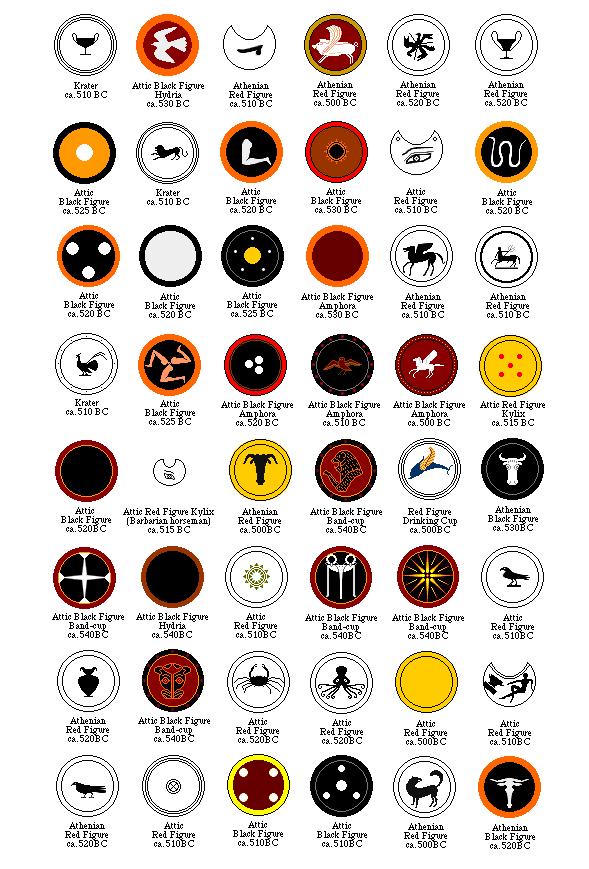 Krater
ca.510 BC
Attic Black Figure
Hydria
ca.530 BC
Athenian
Red Figure
ca.510 BC
Athenian
Red Figure
ca.500BC
Athenian
Red Figure
ca.520 BC
Athenian
Red Figure
ca.520 BC
Attic
Black Figure
ca.525 BC
Krater
ca.510 BC
Attic
Black Figure
ca.520 BC
Attic
Black Figure
ca.530 BC
Attic
Red Figure
ca.510 BC
Attic
Black Figure
ca.520 BC
Attic
Black Figure
ca.520 BC
Attic
Black Figure
ca.520 BC
Attic
Black Figure
ca.525 BC
Attic Black Figure
Amphora
ca.530 BC
Athenian
Red Figure
ca.510 BC
Athenian
Red Figure
ca.510 BC
Krater
ca.510 BC
Attic
Black Figure
ca.525 BC
Attic Black Figure
Amphora
ca.520 BC
Attic Black Figure
Amphora
ca.510 BC
Attic Black Figure
Amphora
ca.500 BC
Attic Red Figure
Kylix
ca.515 BC
Attic
Black Figure
ca.520BC
Attic Red Figure Kylix
(Barbarian horseman)
ca.515 BC
Athenian
Red Figure
ca.500BC
Attic Black Figure
Band-cup
ca.540BC
Red Figure
Drinking Cup
ca.500BC
Athenian
Black Figure
ca.530BC
Attic Black Figure
Band-cup
ca.540BC
Attic Black Figure
Hydria
ca.540BC
Attic
Red Figure
ca.510BC
Attic Black Figure
Band-cup
ca.540BC
Attic Black Figure
Band-cup
ca.540BC
Attic
Red Figure
ca.510BC
Athenian
Red Figure
ca.520BC
Attic Black Figure
Band-cup
ca.540BC
Attic
Red Figure
ca.520BC
Attic
Red Figure
ca.520BC
Attic
Red Figure
ca.500BC
Attic
Red Figure
ca.510BC
Athenian
Red Figure
ca.520BC
Attic
Red Figure
ca.510BC
Attic
Black Figure
ca.510BC
Attic
Black Figure
ca.510BC
Athenian
Red Figure
ca.500BC
Athenian
Black Figure
ca.520BC